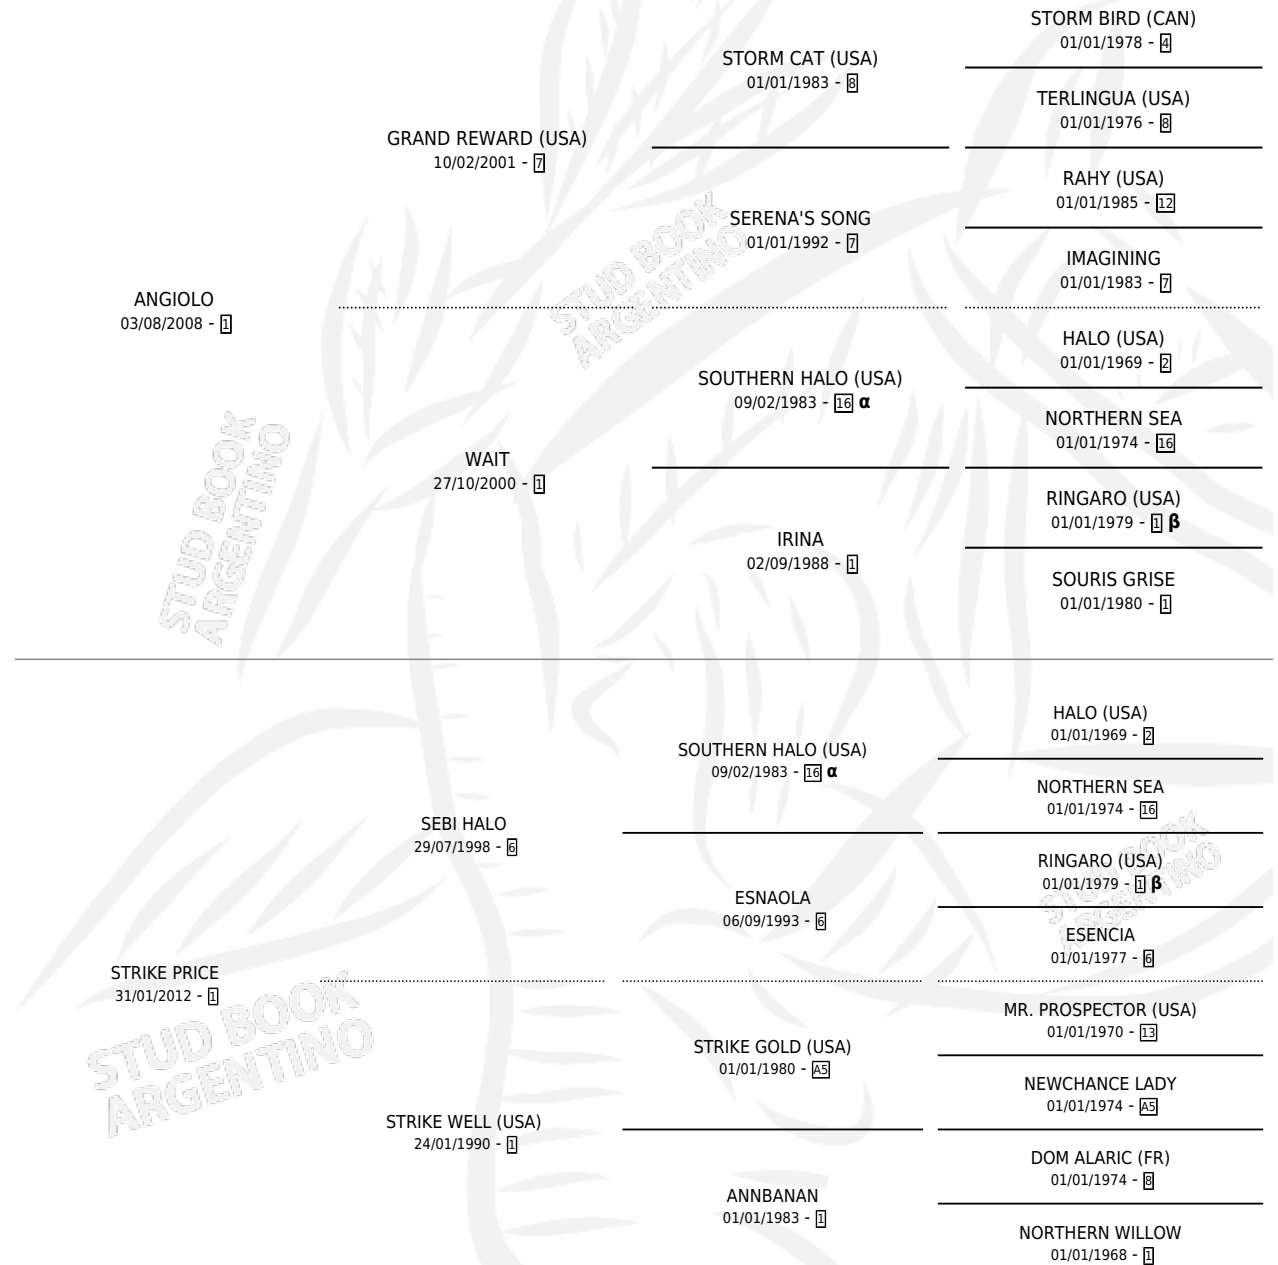 STORM BIRD (CAN)
01/01/1978 - 4
STORM CAT (USA)
01/01/1983 - 8
TERLINGUA (USA)
01/01/1976 - 8
GRAND REWARD (USA)
10/02/2001 - 7
RAHY (USA)
01/01/1985 - 12
SERENA'S SONG
01/01/1992 - 7
IMAGINING
01/01/1983 - 7
ANGIOLO
03/08/2008 - 1
HALO (USA)
01/01/1969 - 2
SOUTHERN HALO (USA)
09/02/1983 - 16 α
NORTHERN SEA
01/01/1974 - 16
WAIT
27/10/2000 - 1
RINGARO (USA)
01/01/1979 - 1 β
IRINA
02/09/1988 - 1
SOURIS GRISE
01/01/1980 - 1
STUD BOOK
ARGENTINO
STUD BOOK
ARGENTINO
HALO (USA)
01/01/1969 - 2
SOUTHERN HALO (USA)
09/02/1983 - 16 α
NORTHERN SEA
01/01/1974 - 16
SEBI HALO
29/07/1998 - 6
RINGARO (USA)
01/01/1979 - 1 β
ESNAOLA
06/09/1993 - 6
ESENCIA
01/01/1977 - 6
STRIKE PRICE
31/01/2012 - 1
MR. PROSPECTOR (USA)
01/01/1970 - 13
STRIKE GOLD (USA)
01/01/1980 - A5
NEWCHANCE LADY
01/01/1974 - A5
STRIKE WELL (USA)
24/01/1990 - 1
DOM ALARIC (FR)
01/01/1974 - 8
ANNBANAN
01/01/1983 - 1
NORTHERN WILLOW
01/01/1968 - 1
STUD BOOK
ARGENTINO
STUD BOOK
ARGENTINO